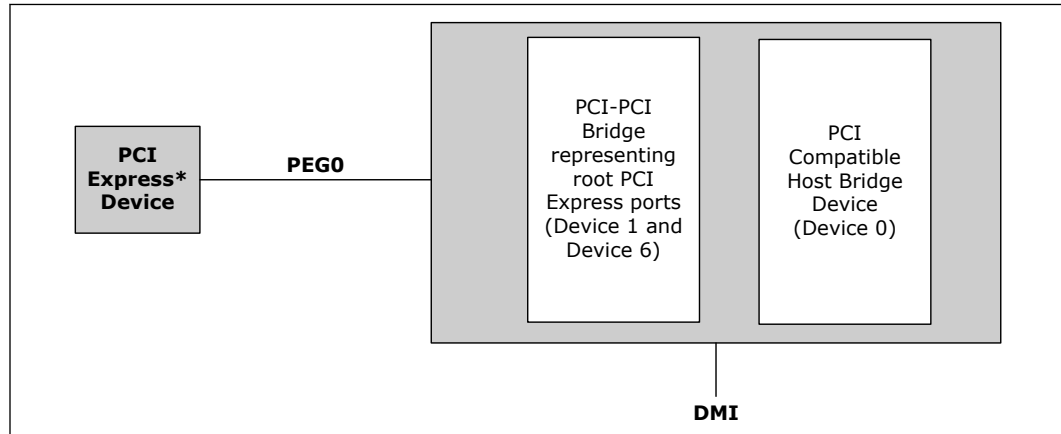 PCI
Express*
Device
PEG0
PCI-PCI
Bridge
representing
root PCI
Express ports
(Device 1 and
Device 6)
PCI
Compatible
Host Bridge
Device
(Device 0)
DMI